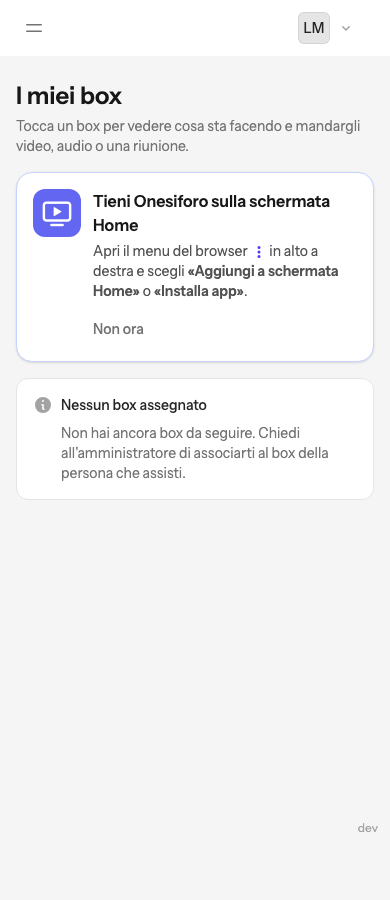 LM
I miei box
Tocca un box per vedere cosa sta facendo e mandargli
video, audio o una riunione.
Tieni Onesiforo sulla schermata
Home
Apri il menu del browser ⋮ in alto a
destra e scegli «Aggiungi a schermata
Home» o «Installa app».
Non ora
Nessun box assegnato
Non hai ancora box da seguire. Chiedi
all'amministratore di associarti al box della
persona che assisti.
dev